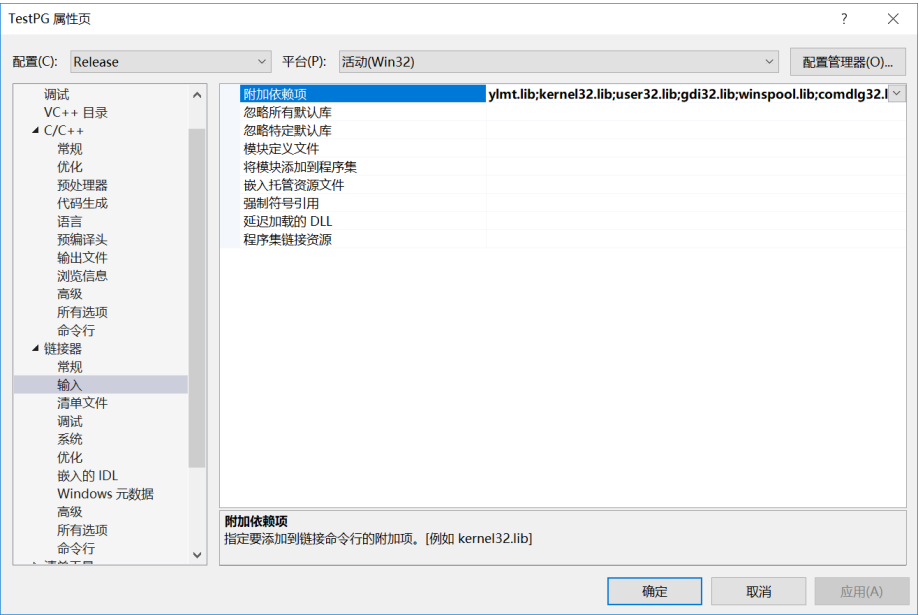 TestPG 属性页
配置(C): Release 平台(P): 活动(Win32) 配置管理器(O)...
调试
VC++ 目录
C/C++
常规
优化
预处理器
代码生成
语言
预编译头
输出文件
浏览信息
高级
所有选项
命令行
链接器
常规
输入
清单文件
调试
系统
优化
嵌入的 IDL
Windows 元数据
高级
所有选项
命令行
附加依赖项 ylmt.lib;kernel32.lib;user32.lib;gdi32.lib;winspool.lib;comdlg32.l
忽略所有默认库
忽略特定默认库
模块定义文件
将模块添加到程序集
嵌入托管资源文件
强制符号引用
延迟加载的 DLL
程序集链接资源
附加依赖项
指定要添加到链接命令行的附加项。[例如 kernel32.lib]
确定 取消 应用(A)